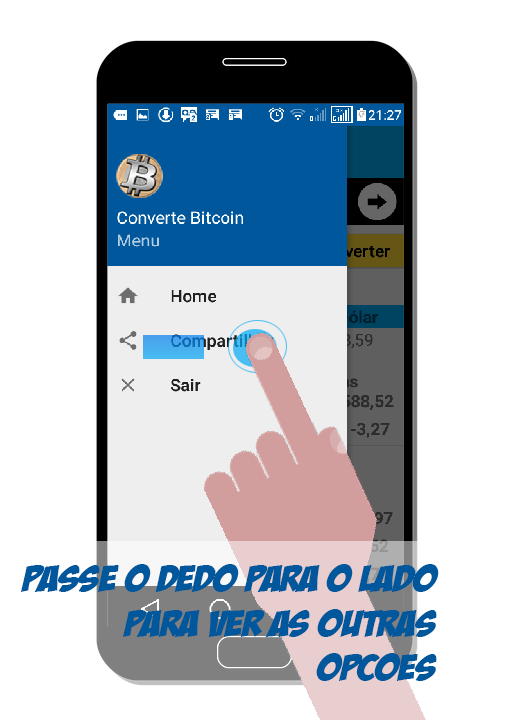 21:27
Converte Bitcoin
Menu
verter
Home
ólar
Compartil
3,59
Sair
as
588,52
-3,27
97
52
PASSE O DEDO PARA O LADO
PARA VER AS OUTRAS
OPCOES